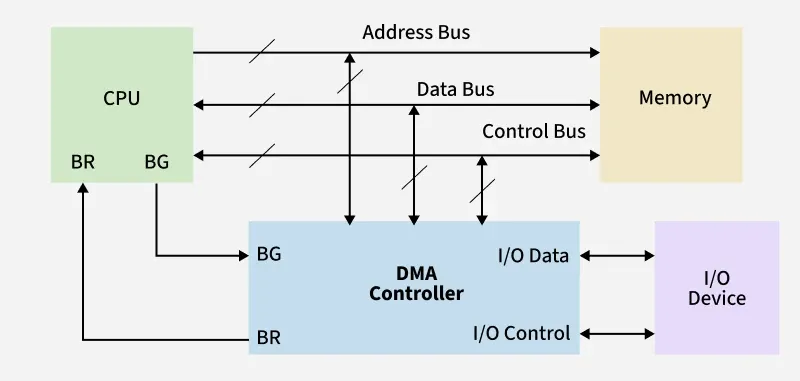 Address Bus
CPU
Data Bus
Memory
Control Bus
BR
BG
BG
I/O Data
DMA
Controller
I/O
Device
BR
I/O Control